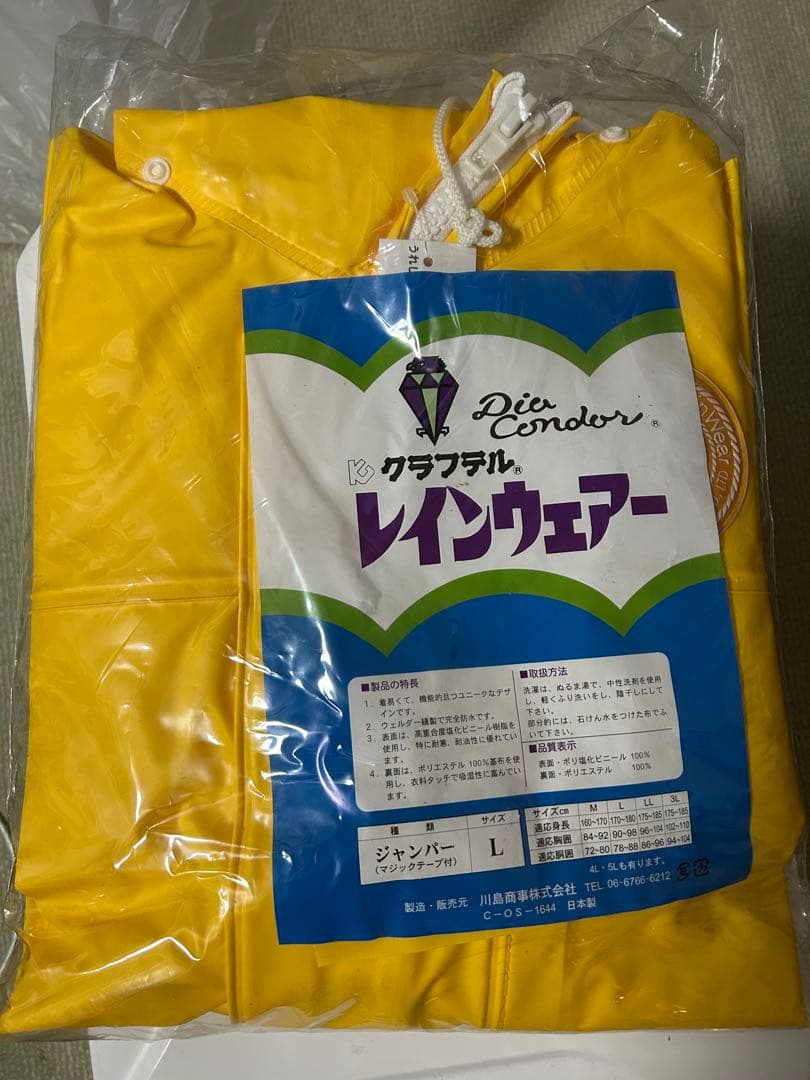 うれし
Dia
Condor®
クラフテル®
レインウェアー
Wear
■製品の特長
1. 着易くて、機能的且つユニークなデザ
インです。
2. ウェルダー縫製で完全防水です。
3. 表面は、高重合度塩化ビニール樹脂を
使用し、特に耐寒、耐油性に優れてい
ます。
4. 裏面は、ポリエステル100%基布を使
用し、衣料タッチで吸湿性に富んでい
ます。
■取扱方法
洗濯は、ぬるま湯で、中性洗剤を使用
し、軽くふり洗いをし、陰干しにして
下さい。
部分的には、石けん水をつけた布でふ
いて下さい。
■品質表示
表面・ポリ塩化ビニール 100%
裏面・ポリエステル 100%
種類 サイズ
ジャンパー L
(マジックテープ付)
サイズcm M L LL 3L
適応身長 160~170 170~180 175~185 175~185
適応胸囲 84~92 90~98 96~104 102~110
適応胴囲 72~80 78~88 86~96 94~104
4L・5Lも有ります。
製造・販売元 川島商事株式会社 TEL 06-6766-6212
C-OS-1644 日本製